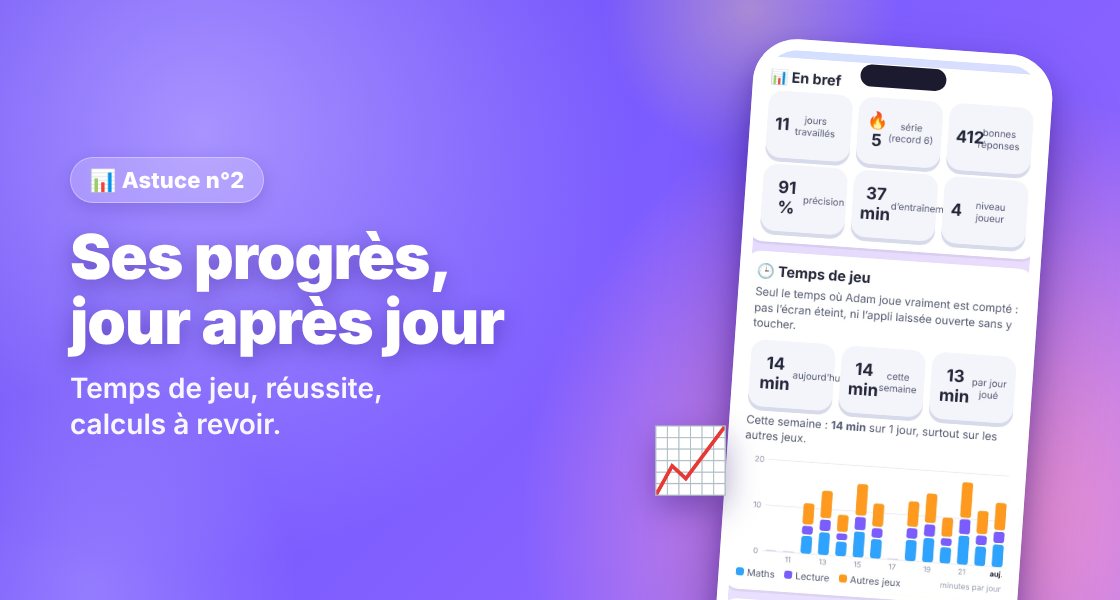 📊 Astuce n°2
Ses progrès,
jour après jour
Temps de jeu, réussite,
calculs à revoir.
📊 En bref
11 jours travaillés
🔥 5 série (record 6)
412 bonnes réponses
91 % précision
37 min d'entraînem
4 niveau joueur
🕒 Temps de jeu
Seul le temps où Adam joue vraiment est compté :
pas l'écran éteint, ni l'appli laissée ouverte sans y
toucher.
14 min aujourd'hu
14 min cette semaine
13 min par jour joué
Cette semaine : 14 min sur 1 jour, surtout sur les
autres jeux.
20
10
0
11 13 15 17 19 21 auj.
Maths Lecture Autres jeux
minutes par jour